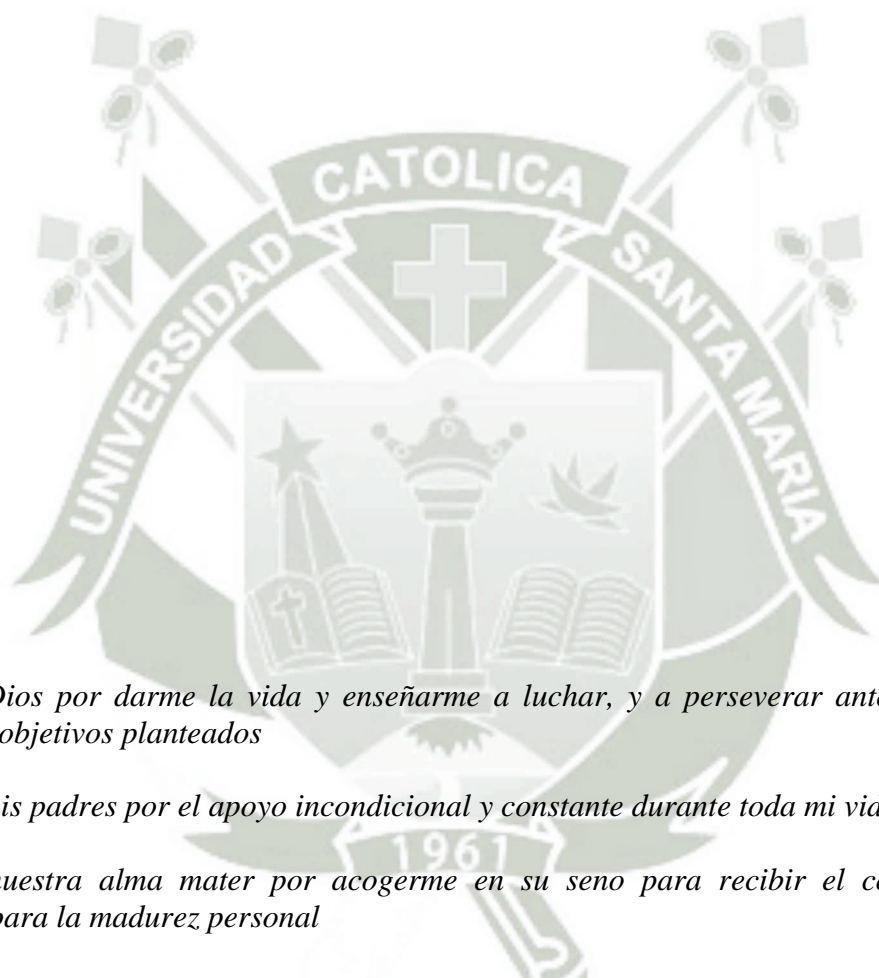 CATOLICA
UNIVERSIDAD
SANTA MARIA
Dios por darme la vida y enseñarme a luchar, y a perseverar ant
objetivos planteados
is padres por el apoyo incondicional y constante durante toda mi vid
1961
nuestra alma mater por acogerme en su seno para recibir el c
para la madurez personal